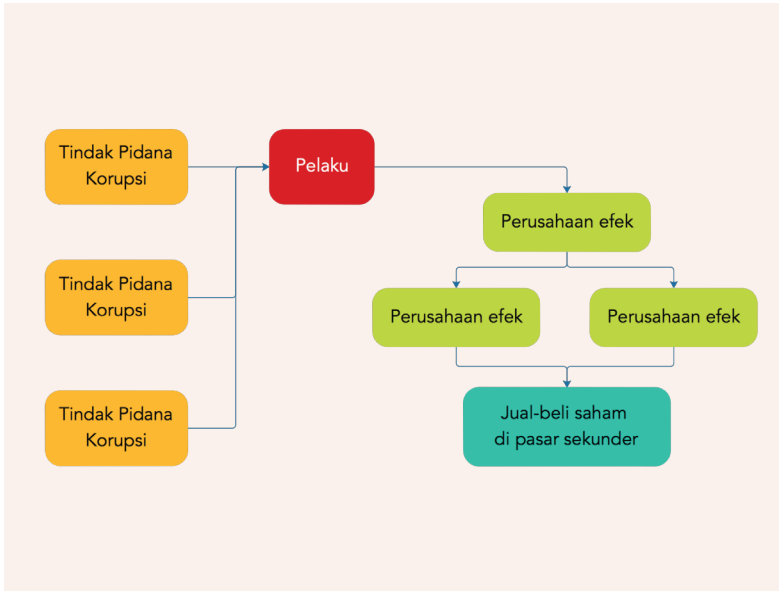 Tindak Pidana
Korupsi
Pelaku
Perusahaan efek
Tindak Pidana
Korupsi
Perusahaan efek
Perusahaan efek
Tindak Pidana
Korupsi
Jual-beli saham
di pasar sekunder